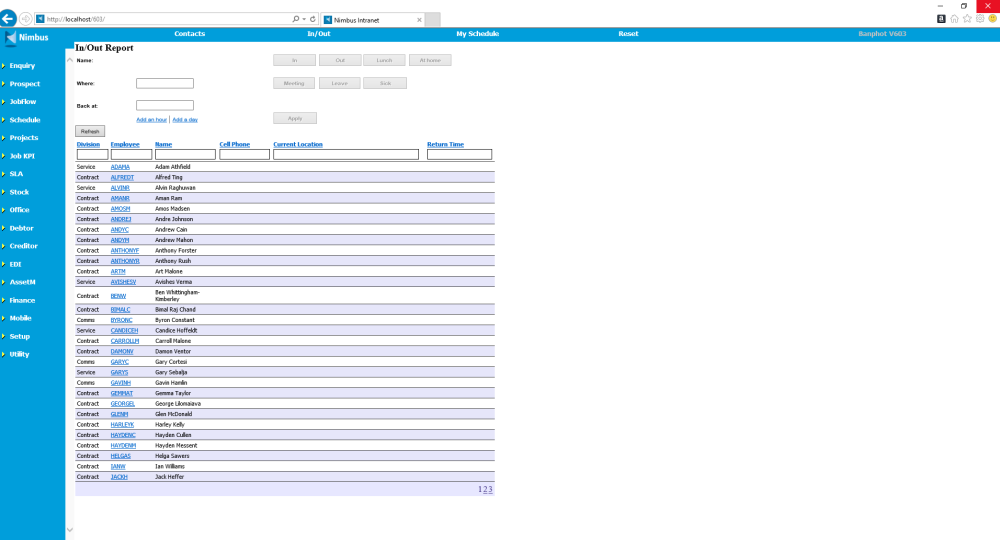 http://localhost/603/
Nimbus Intranet
Nimbus
Contacts In/Out My Schedule Reset Banphot V603
Enquiry
Prospect
Jobflow
Schedule
Projects
Job KPI
SLA
Stock
Office
Debtor
Creditor
EDI
AssetM
Finance
Mobile
Setup
Utility
In/Out Report
Name: In Out Lunch At home
Where: Meeting Leave Sick
Back at:
Add an hour | Add a day Apply
Refresh
Division Employee Name Cell Phone Current Location Return Time
Service ADAMA Adam Athfield
Contract ALFREDT Alfred Ting
Service ALVINR Alvin Raghuwan
Contract AMANR Aman Ram
Contract AMOSM Amos Madsen
Contract ANDREJ Andre Johnson
Contract ANDYC Andrew Cain
Contract ANDYM Andrew Mahon
Contract ANTHONYF Anthony Forster
Contract ANTHONYR Anthony Rush
Contract ARTM Art Malone
Service AVISHESV Avishes Verma
Contract BENW Ben Whittingham-
Kimberley
Contract BIMALC Bimal Raj Chand
Comms BYRONC Byron Constant
Service CANDICEH Candice Hoffeldt
Contract CARROLLM Carroll Malone
Contract DAMONV Damon Ventor
Comms GARYC Gary Cortesi
Service GARYS Gary Sebalja
Comms GAVINH Gavin Hamlin
Contract GEMMAT Gemma Taylor
Contract GEORGEL George Lilomaiava
Contract GLENM Glen McDonald
Contract HARLEYK Harley Kelly
Contract HAYDENC Hayden Cullen
Contract HAYDENM Hayden Messent
Contract HELGAS Helga Sawers
Contract IANW Ian Williams
Contract JACKH Jack Heffer
1 2 3